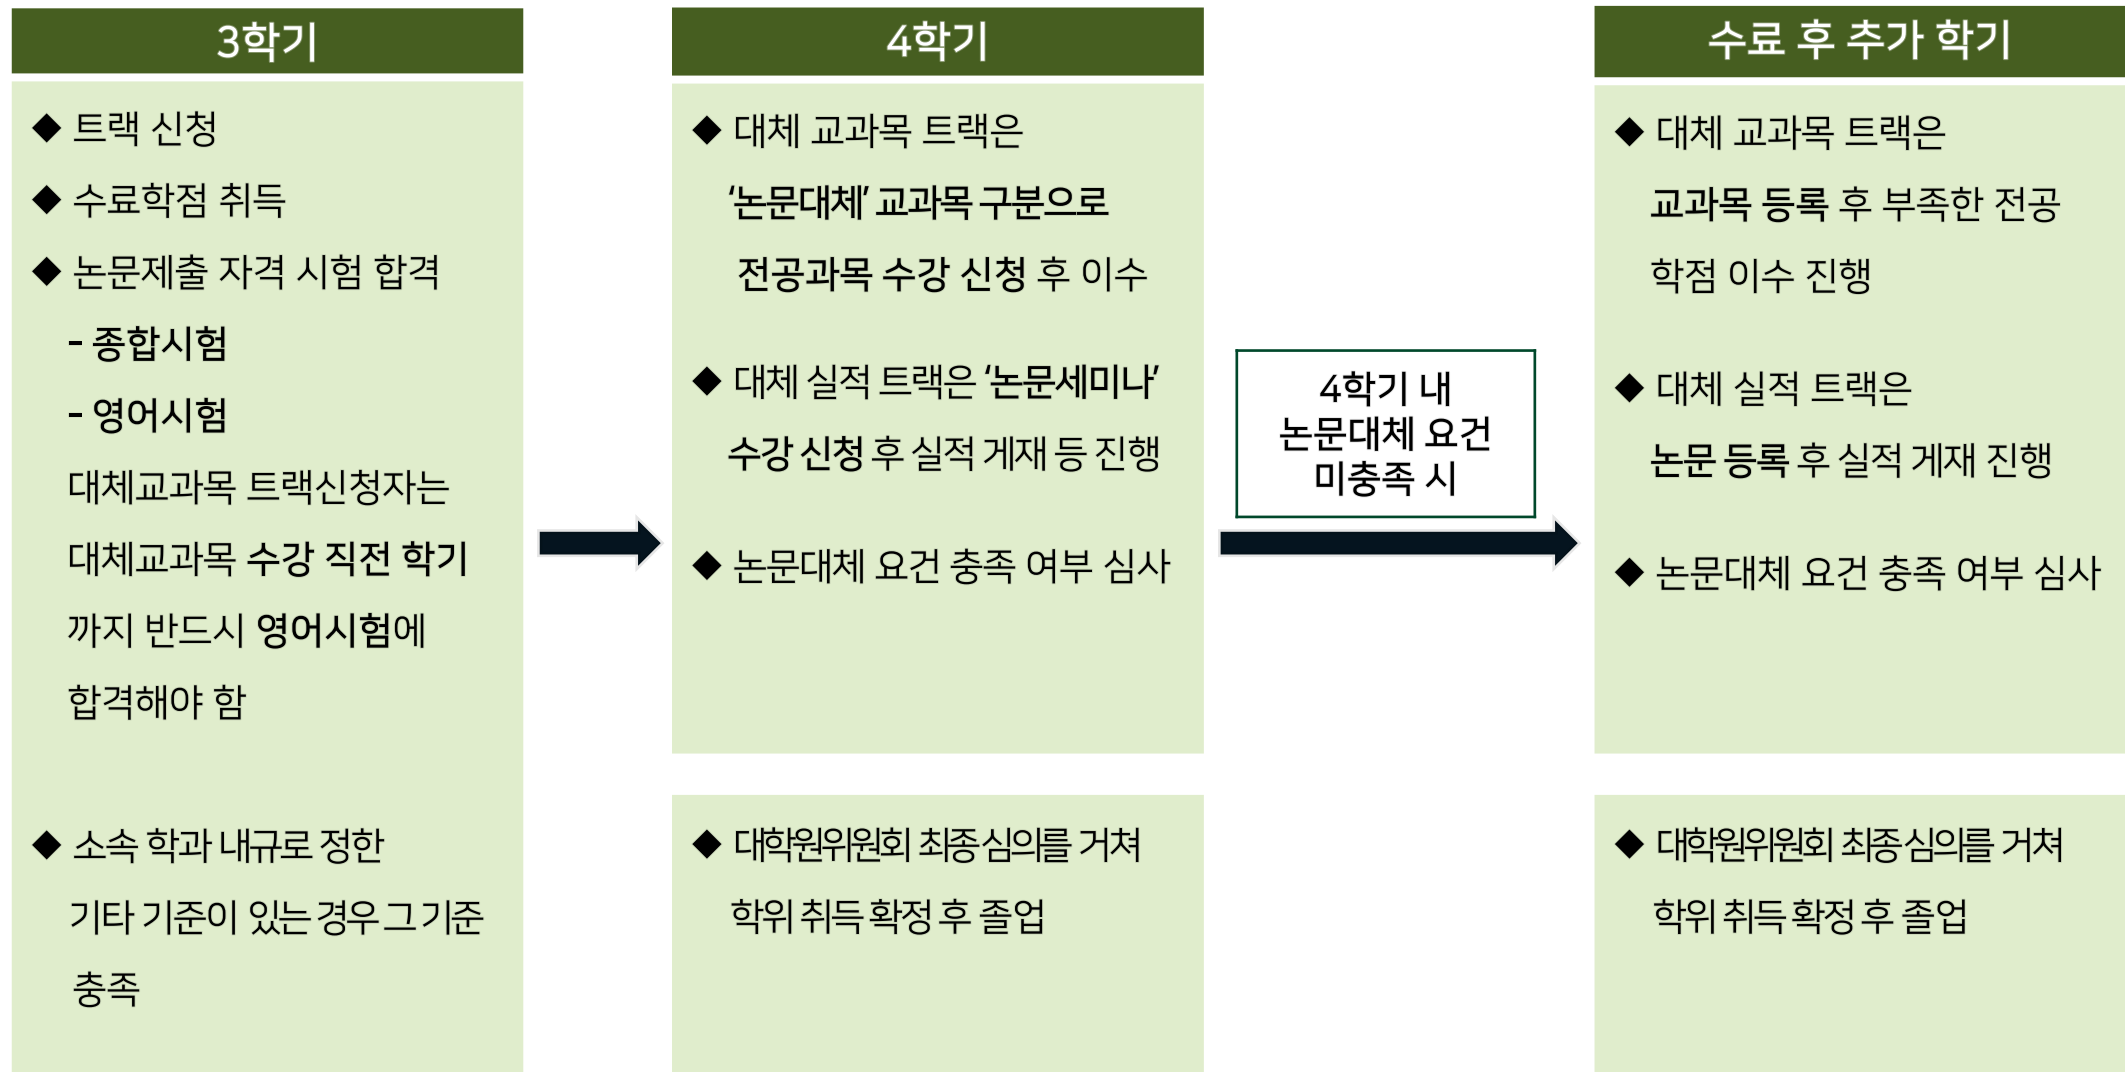 3학기
◆ 트랙 신청
◆ 수료학점 취득
◆ 논문제출 자격 시험 합격
- 종합시험
- 영어시험
대체교과목 트랙신청자는
대체교과목 수강 직전 학기
까지 반드시 영어시험에
합격해야 함
◆ 소속 학과 내규로 정한
기타 기준이 있는 경우 그 기준
충족
4학기
◆ 대체 교과목 트랙은
‘논문대체’ 교과목 구분으로
전공과목 수강 신청 후 이수
◆ 대체 실적 트랙은 ‘논문세미나’
수강 신청 후 실적 게재 등 진행
◆ 논문대체 요건 충족 여부 심사
◆ 대학원위원회 최종심의를 거쳐
학위 취득 확정 후 졸업
4학기 내
논문대체 요건
미충족 시
수료 후 추가 학기
◆ 대체 교과목 트랙은
교과목 등록 후 부족한 전공
학점 이수 진행
◆ 대체 실적 트랙은
논문 등록 후 실적 게재 진행
◆ 논문대체 요건 충족 여부 심사
◆ 대학원위원회 최종심의를 거쳐
학위 취득 확정 후 졸업